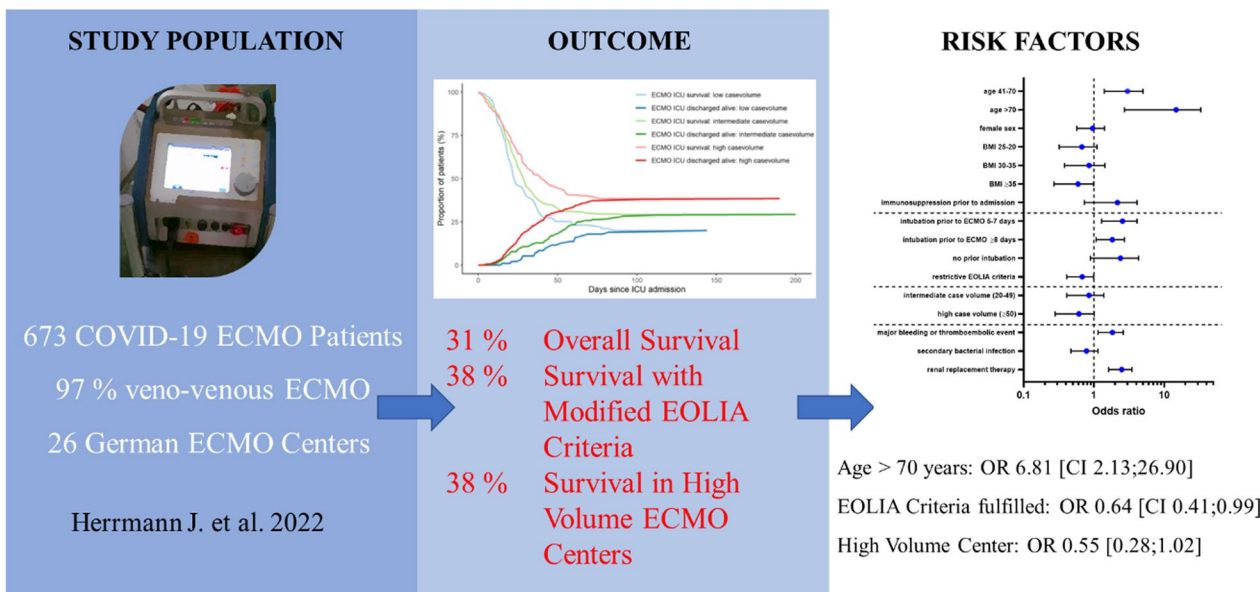 STUDY POPULATION
673 COVID-19 ECMO Patients
97 % veno-venous ECMO
26 German ECMO Centers
Herrmann J. et al. 2022
OUTCOME
100
75
50
25
0
Proportion of patients (%)
ECMO ICU survival: low casevolume
ECMO ICU discharged alive: low casevolume
ECMO ICU survival: intermediate casevolume
ECMO ICU discharged alive: intermediate casevolume
ECMO ICU survival: high casevolume
ECMO ICU discharged alive: high casevolume
0 50 100 150 200
Days since ICU admission
31 % Overall Survival
38 % Survival with
Modified EOLIA
Criteria
38 % Survival in High
Volume ECMO
Centers
RISK FACTORS
age 41-70
age >70
female sex
BMI 25-20
BMI 30-35
BMI ≥35
immunosuppression prior to admission
intubation prior to ECMO 5-7 days
intubation prior to ECMO ≥8 days
no prior intubation
restrictive EOLIA criteria
intermediate case volume (20-49)
high case volume (≥50)
major bleeding or thromboembolic event
secondary bacterial infection
renal replacement therapy
0.1 1 10
Odds ratio
Age > 70 years: OR 6.81 [CI 2.13;26.90]
EOLIA Criteria fulfilled: OR 0.64 [CI 0.41;0.99]
High Volume Center: OR 0.55 [0.28;1.02]